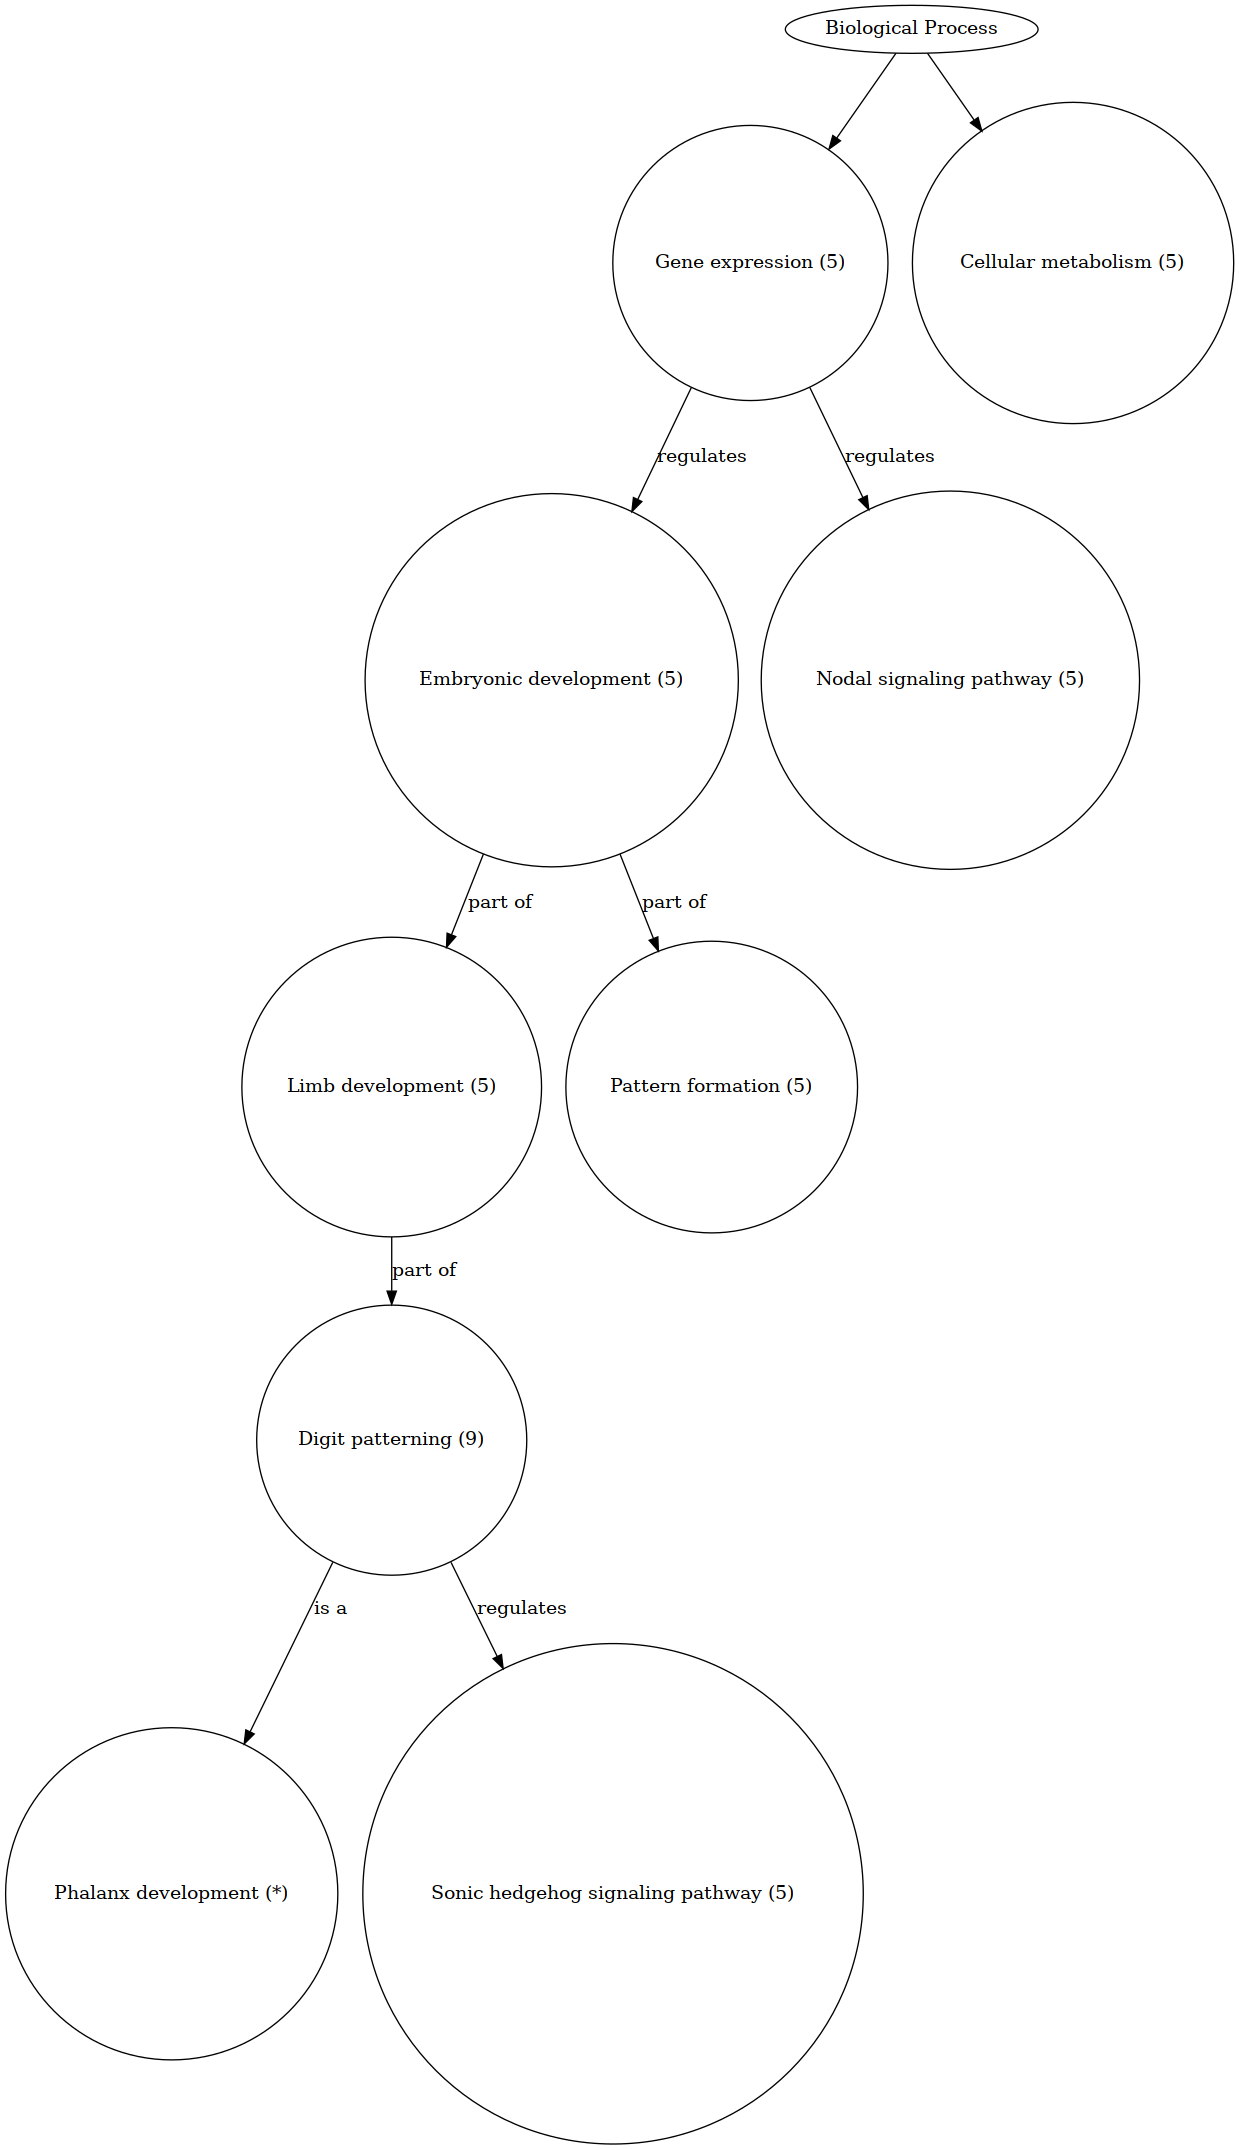 Biological Process
Gene expression (5)
Cellular metabolism (5)
regulates
regulates
Embryonic development (5)
Nodal signaling pathway (5)
part of
part of
Limb development (5)
Pattern formation (5)
part of
Digit patterning (9)
is a
regulates
Phalanx development (*)
Sonic hedgehog signaling pathway (5)